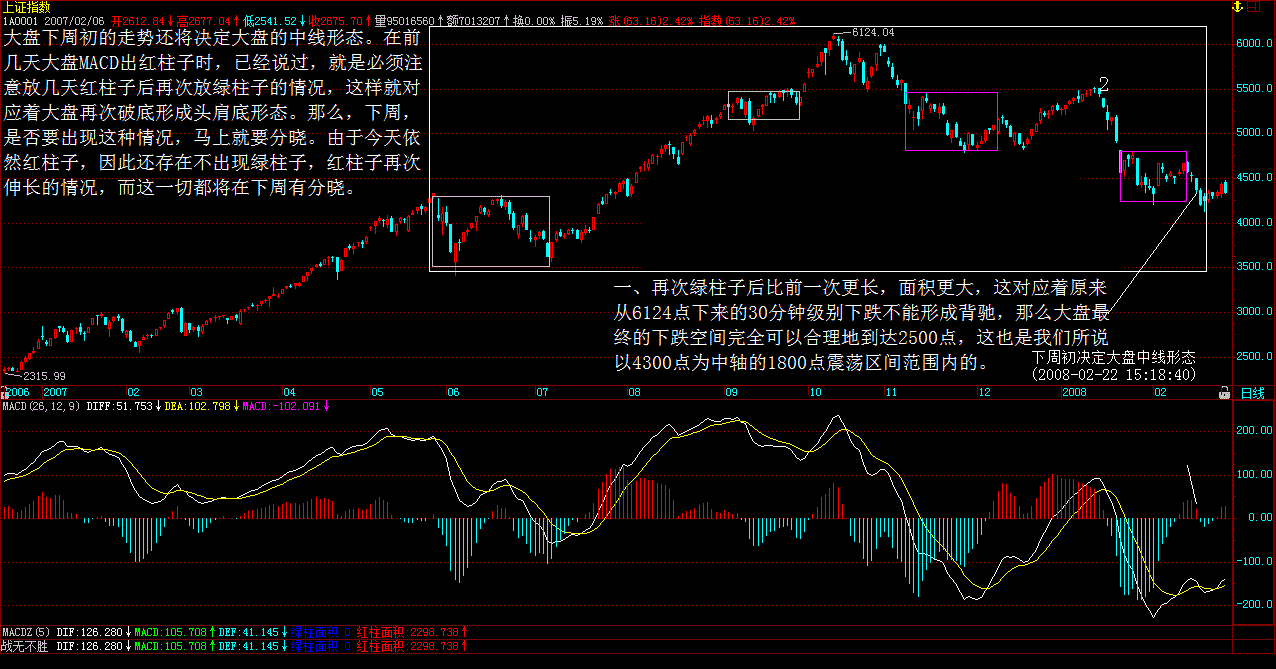 上证指数
1A0001 2007/02/06 开2612.84↓高2677.04↑低2541.52↓收2675.70↑量95016560↑额7013207↑换0.00% 振5.19% 涨(63.18)2.42% 指数(63.18)2.42%
大盘下周初的走势还将决定大盘的中线形态。在前
几天大盘MACD出红柱子时，已经说过，就是必须注
意放几天红柱子后再次放绿柱子的情况，这样就对
应着大盘再次破底形成头肩底形态。那么，下周，
是否要出现这种情况，马上就要分晓。由于今天依
然红柱子，因此还存在不出现绿柱子，红柱子再次
伸长的情况，而这一切都将在下周有分晓。
6124.04
2
6000.0
5500.0
5000.0
4500.0
4000.0
3500.0
3000.0
2500.0
一、再次绿柱子后比前一次更长，面积更大，这对应着原来
从6124点下来的30分钟级别下跌不能形成背驰，那么大盘最
终的下跌空间完全可以合理地到达2500点，这也是我们所说
以4300点为中轴的1800点震荡区间范围内的。
下周初决定大盘中线形态
(2008-02-22 15:18:40)
2315.99
2006 2007 02 03 04 05 06 07 08 09 10 11 12 2008 02 日线
MACD(26,12,9) DIFF:51.753↓DEA:102.798↓MACD:-102.091↓
200.00
100.00
0.00
-100.0
-200.0
MACDZ(5) DIF:126.280↓MACD:105.708↑DEF:41.145↓绿柱面积 0 红柱面积:2298.738↑
战无不胜 DIF:126.280↓MACD:105.708↑DEF:41.145↓绿柱面积 0 红柱面积:2298.738↑